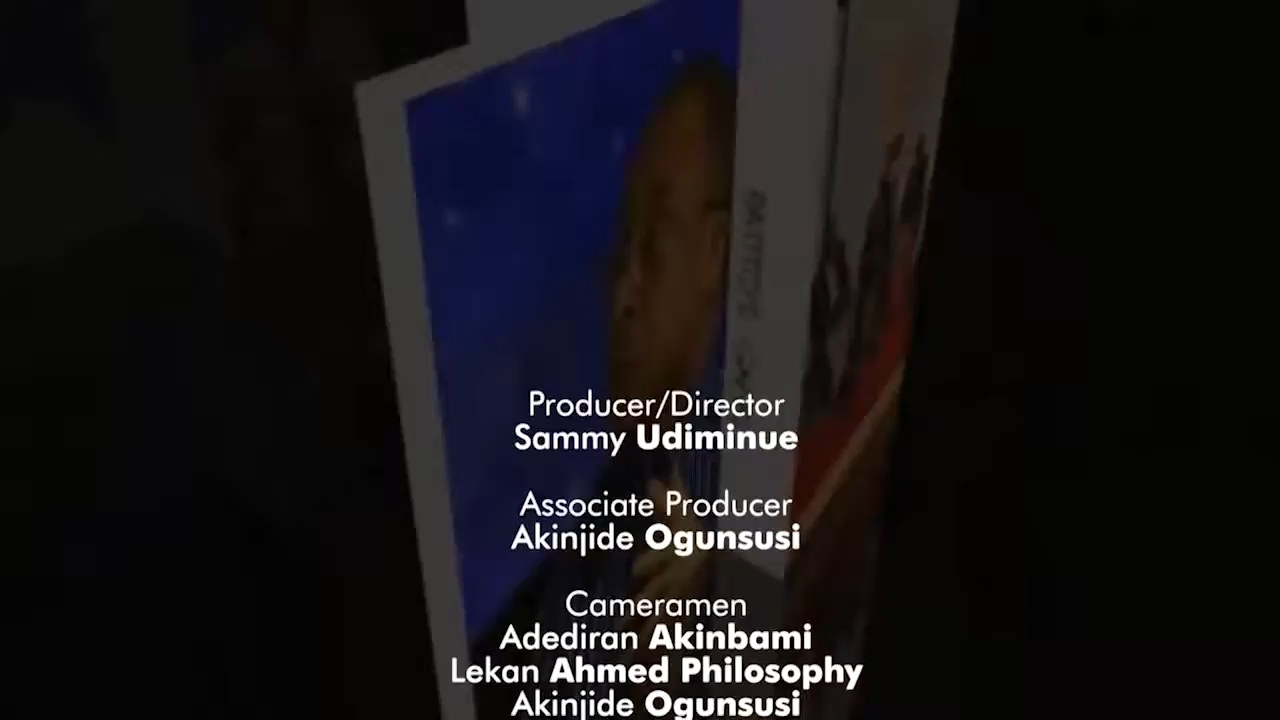 Producer/Director
Sammy Udiminue
Associate Producer
Akinjide Ogunsusi
Cameramen
Adediran Akinbami
Lekan Ahmed Philosophy
Akinjide Ogunsusi